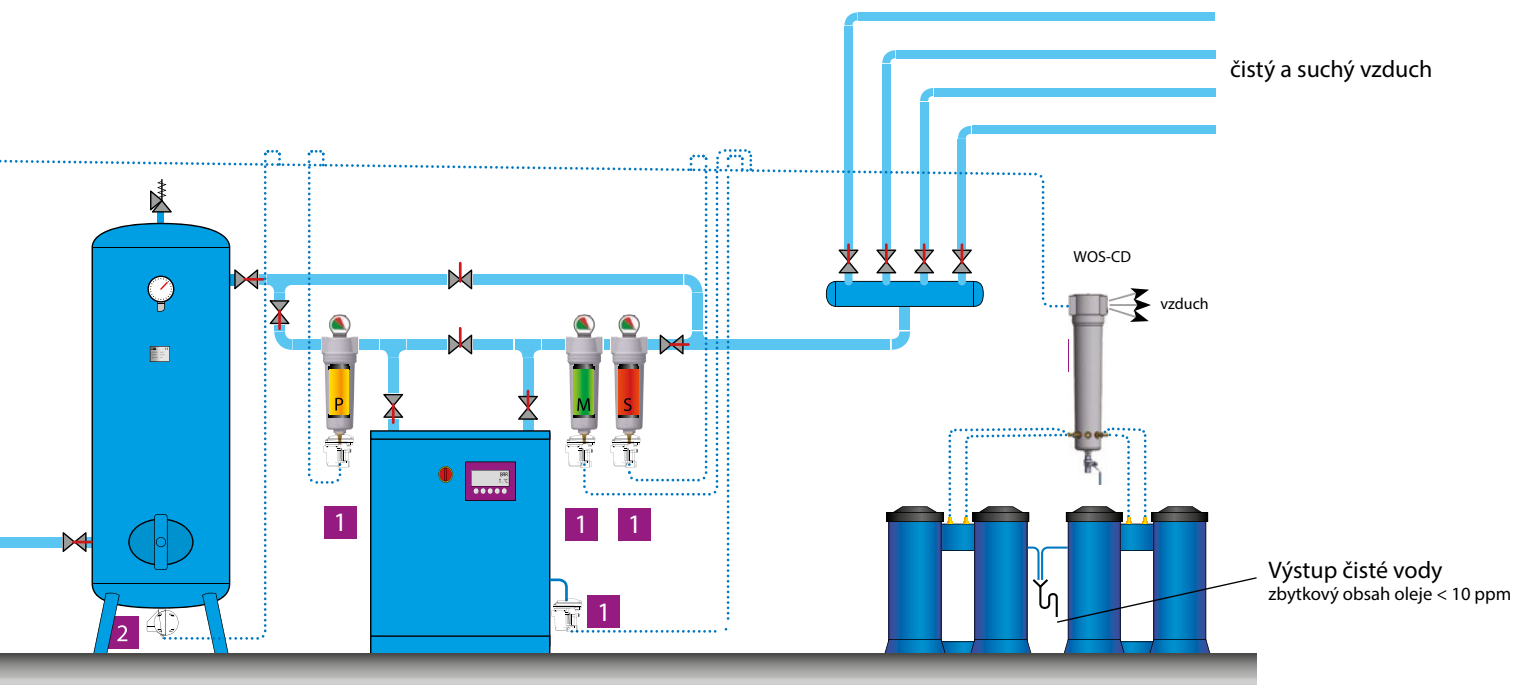 čistý a suchý vzduch
WOS-CD
vzduch
P
M
S
BAR
T °C
1
1
1
1
2
Výstup čisté vody
zbytkový obsah oleje < 10 ppm